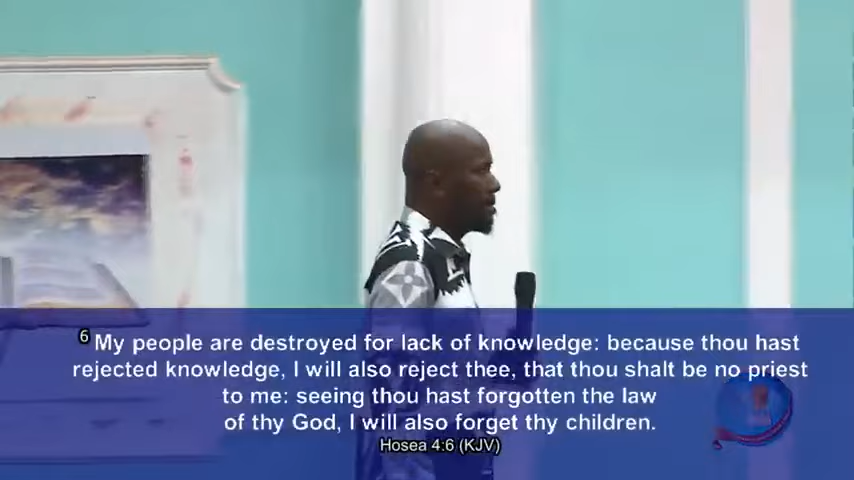 6 My people are destroyed for lack of knowledge: because thou hast
rejected knowledge, I will also reject thee, that thou shalt be no priest
to me: seeing thou hast forgotten the law
of thy God, I will also forget thy children.
Hosea 4:6 (KJV)